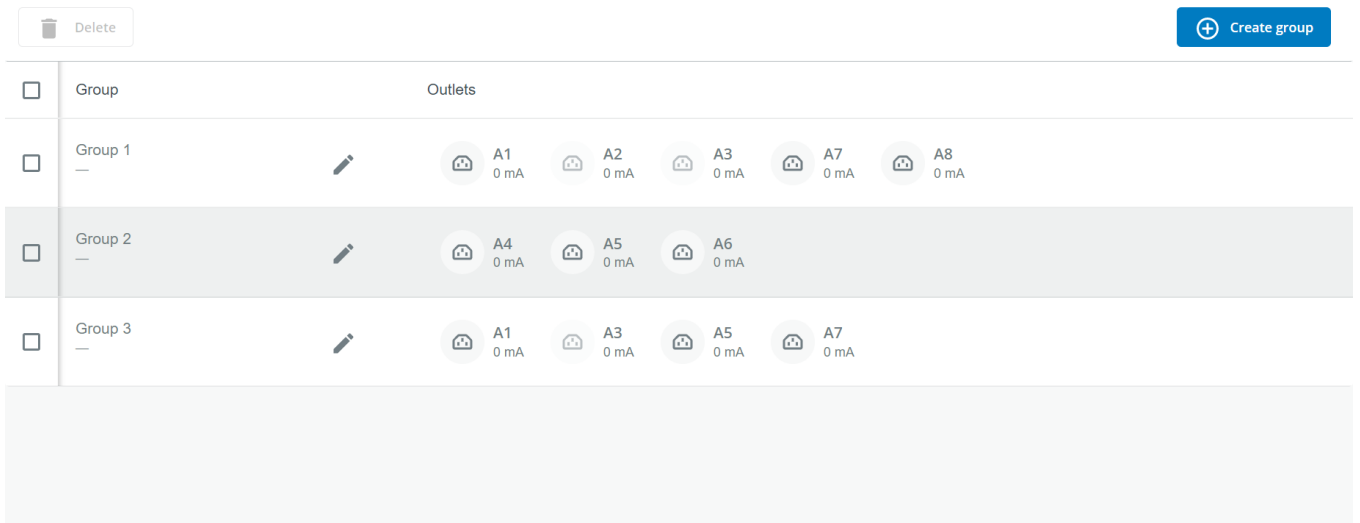 Delete
Create group
Group Outlets
Group 1
—
A1 0 mA
A2 0 mA
A3 0 mA
A7 0 mA
A8 0 mA
Group 2
—
A4 0 mA
A5 0 mA
A6 0 mA
Group 3
—
A1 0 mA
A3 0 mA
A5 0 mA
A7 0 mA